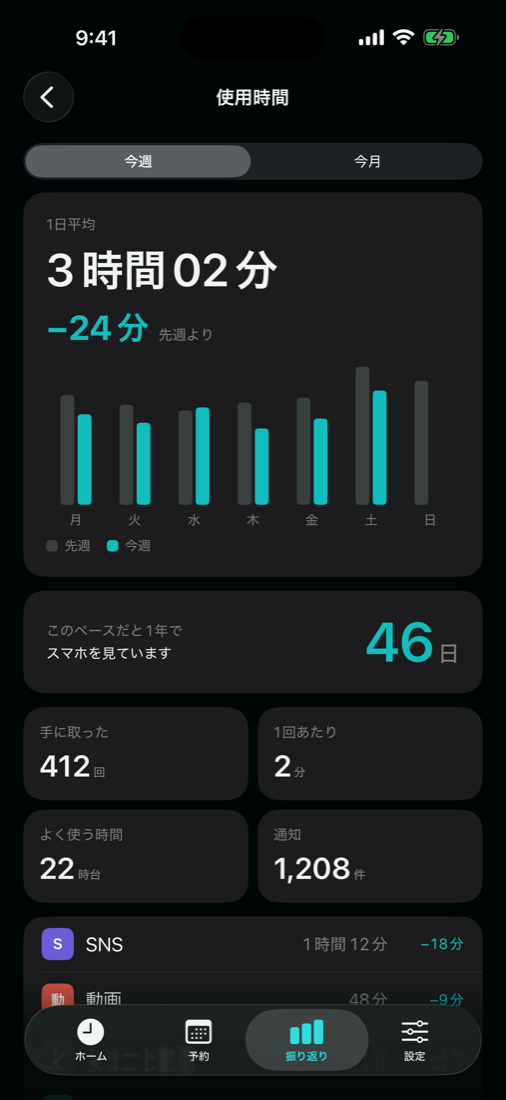 9:41
使用時間
今週 今月
1日平均
3時間02分
−24分 先週より
月 火 水 木 金 土 日
先週 今週
このペースだと1年で
スマホを見ています
46日
手に取った
412回
1回あたり
2分
よく使う時間
22時台
通知
1,208件
S SNS 1時間12分 −18分
動 動画 48分 −9分
ホーム 予約 振り返り 設定